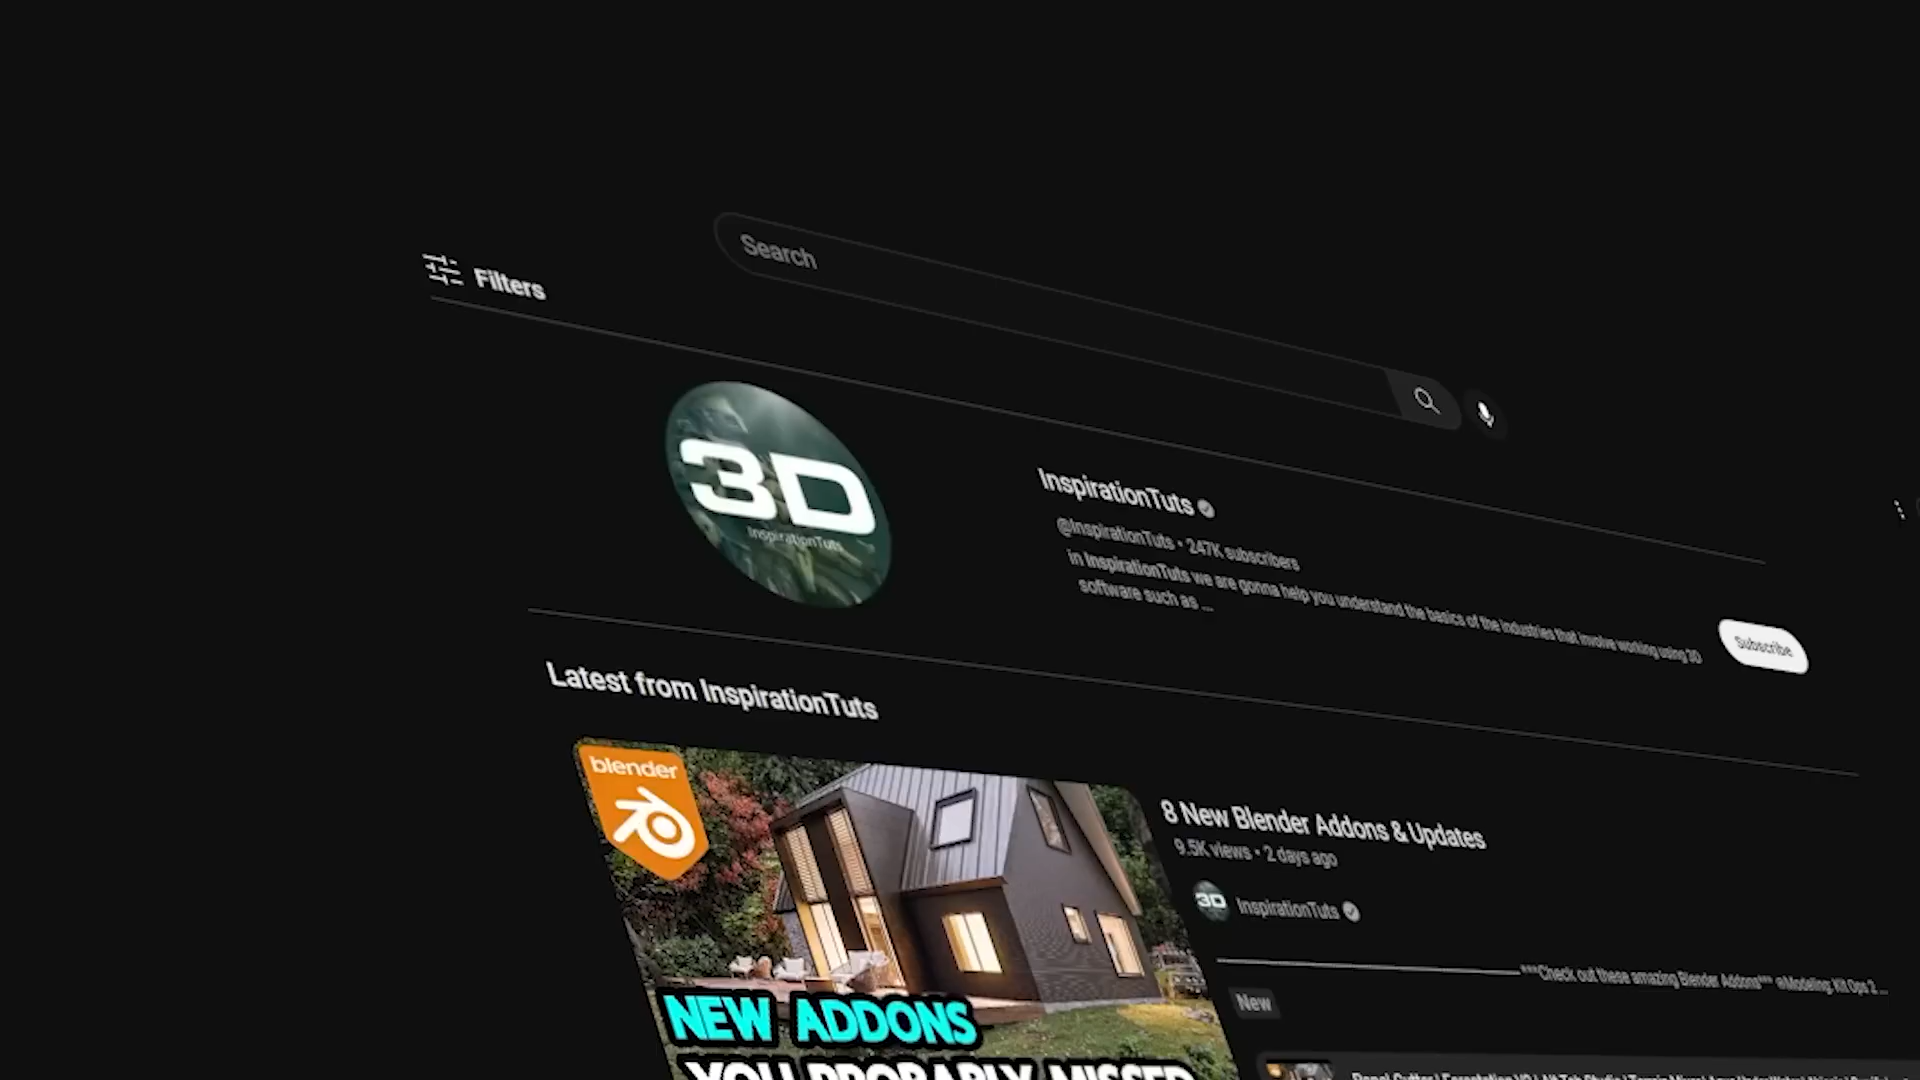 Search
Filters
3D
InspirationTuts
InspirationTuts
@InspirationTuts • 247K subscribers
in InspirationTuts we are gonna help you understand the basics of the industries that involve working using 3D
software such as ...
Subscribe
Latest from InspirationTuts
blender
NEW ADDONS
YOU PROBABLY MISSED
8 New Blender Addons & Updates
9.5K views • 2 days ago
3D
InspirationTuts
***Check out these amazing Blender Addons*** ⊛Modeling: Kit Ops 3 ...
New